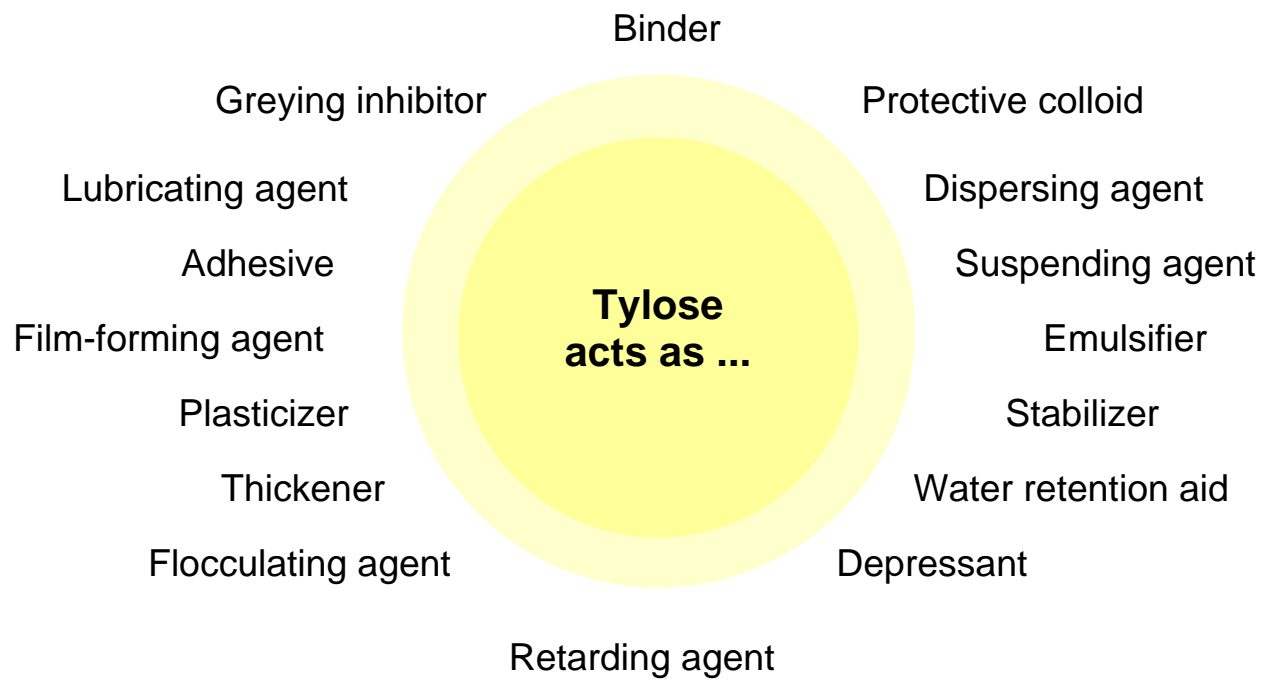 Binder
Greying inhibitor
Protective colloid
Lubricating agent
Dispersing agent
Adhesive
Suspending agent
Tylose
acts as ...
Film-forming agent
Emulsifier
Plasticizer
Stabilizer
Thickener
Water retention aid
Flocculating agent
Depressant
Retarding agent